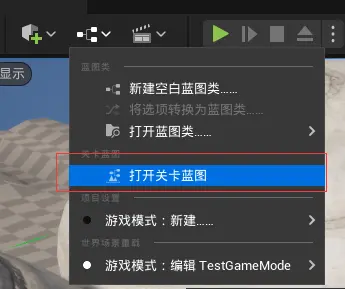 显示
蓝图类
新建空白蓝图类......
将选项转换为蓝图类......
打开蓝图类......
关卡蓝图
打开关卡蓝图
项目设置
游戏模式：新建......
世界场景重载
游戏模式：编辑 TestGameMode